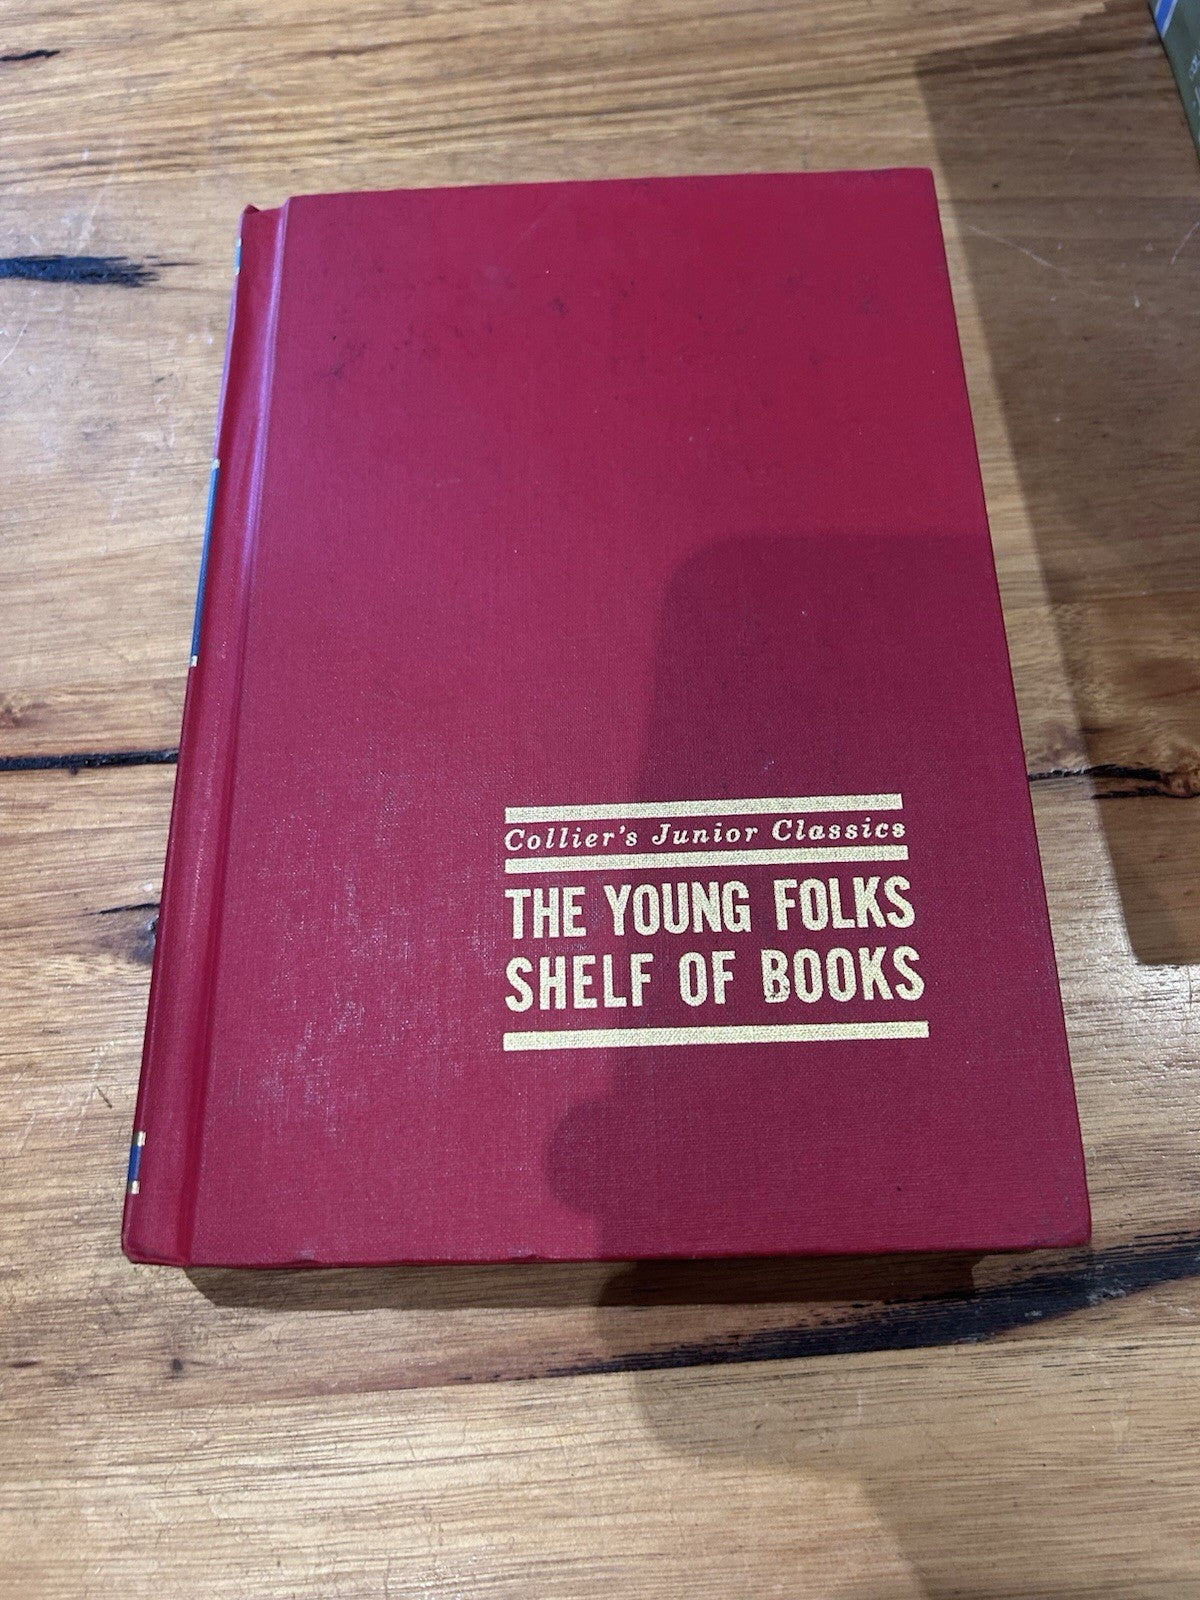 Collier's Junior Classics
THE YOUNG FOLKS
SHELF OF BOOKS